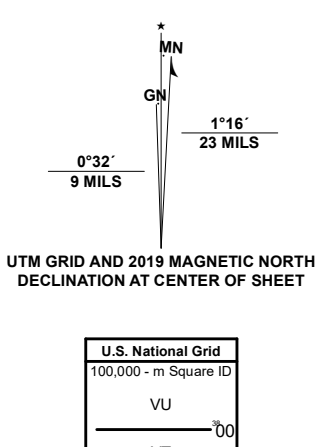 ★
MN
GN
1°16´
23 MILS
0°32´
9 MILS
UTM GRID AND 2019 MAGNETIC NORTH
DECLINATION AT CENTER OF SHEET
U.S. National Grid
100,000 - m Square ID
VU
³⁸00